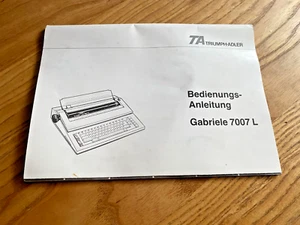 TA TRIUMPH-ADLER
Bedienungs-
Anleitung
Gabriele 7007 L